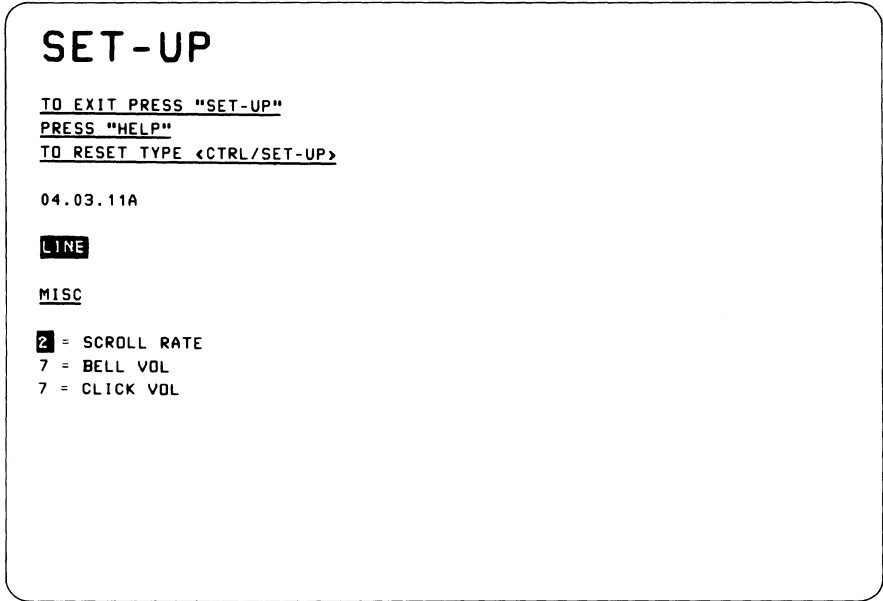 SET-UP
TO EXIT PRESS "SET-UP"
PRESS "HELP"
TO RESET TYPE <CTRL/SET-UP>
04.03.11A
LINE
MISC
2 = SCROLL RATE
7 = BELL VOL
7 = CLICK VOL